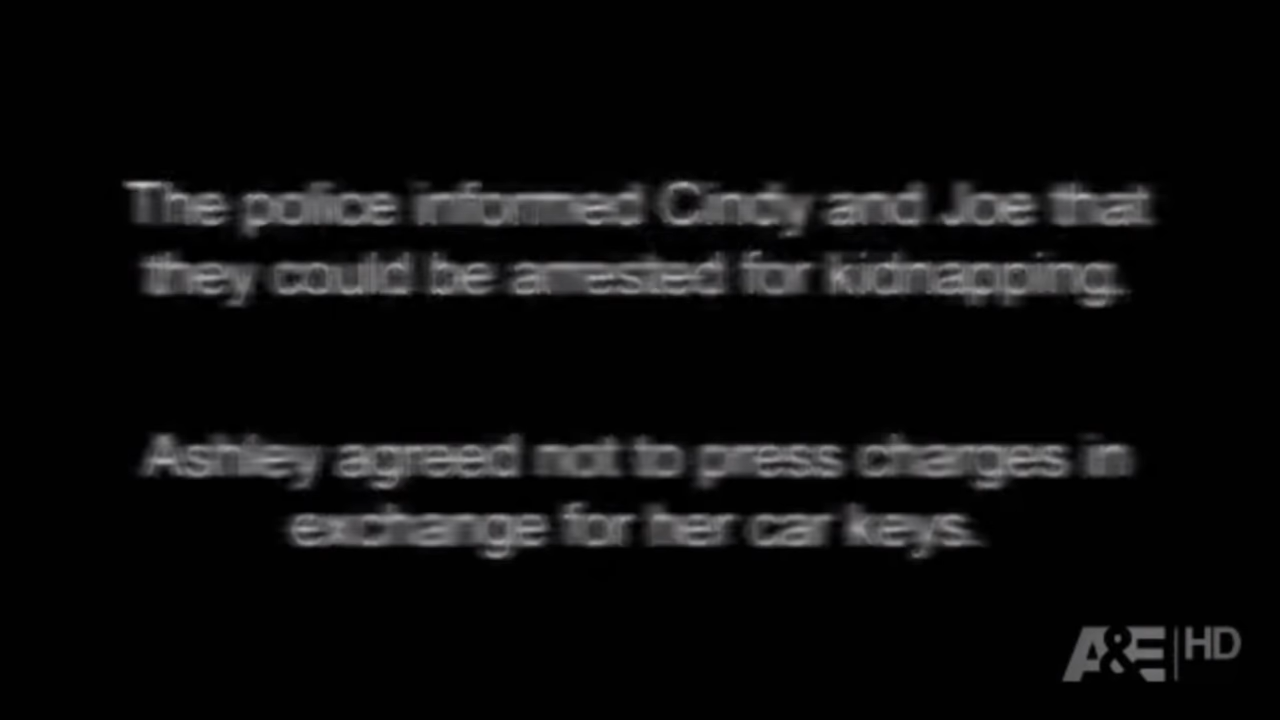 The police informed Cindy and Joe that
they could be arrested for kidnapping.
Ashley agreed not to press charges in
exchange for her car keys.
A&E HD